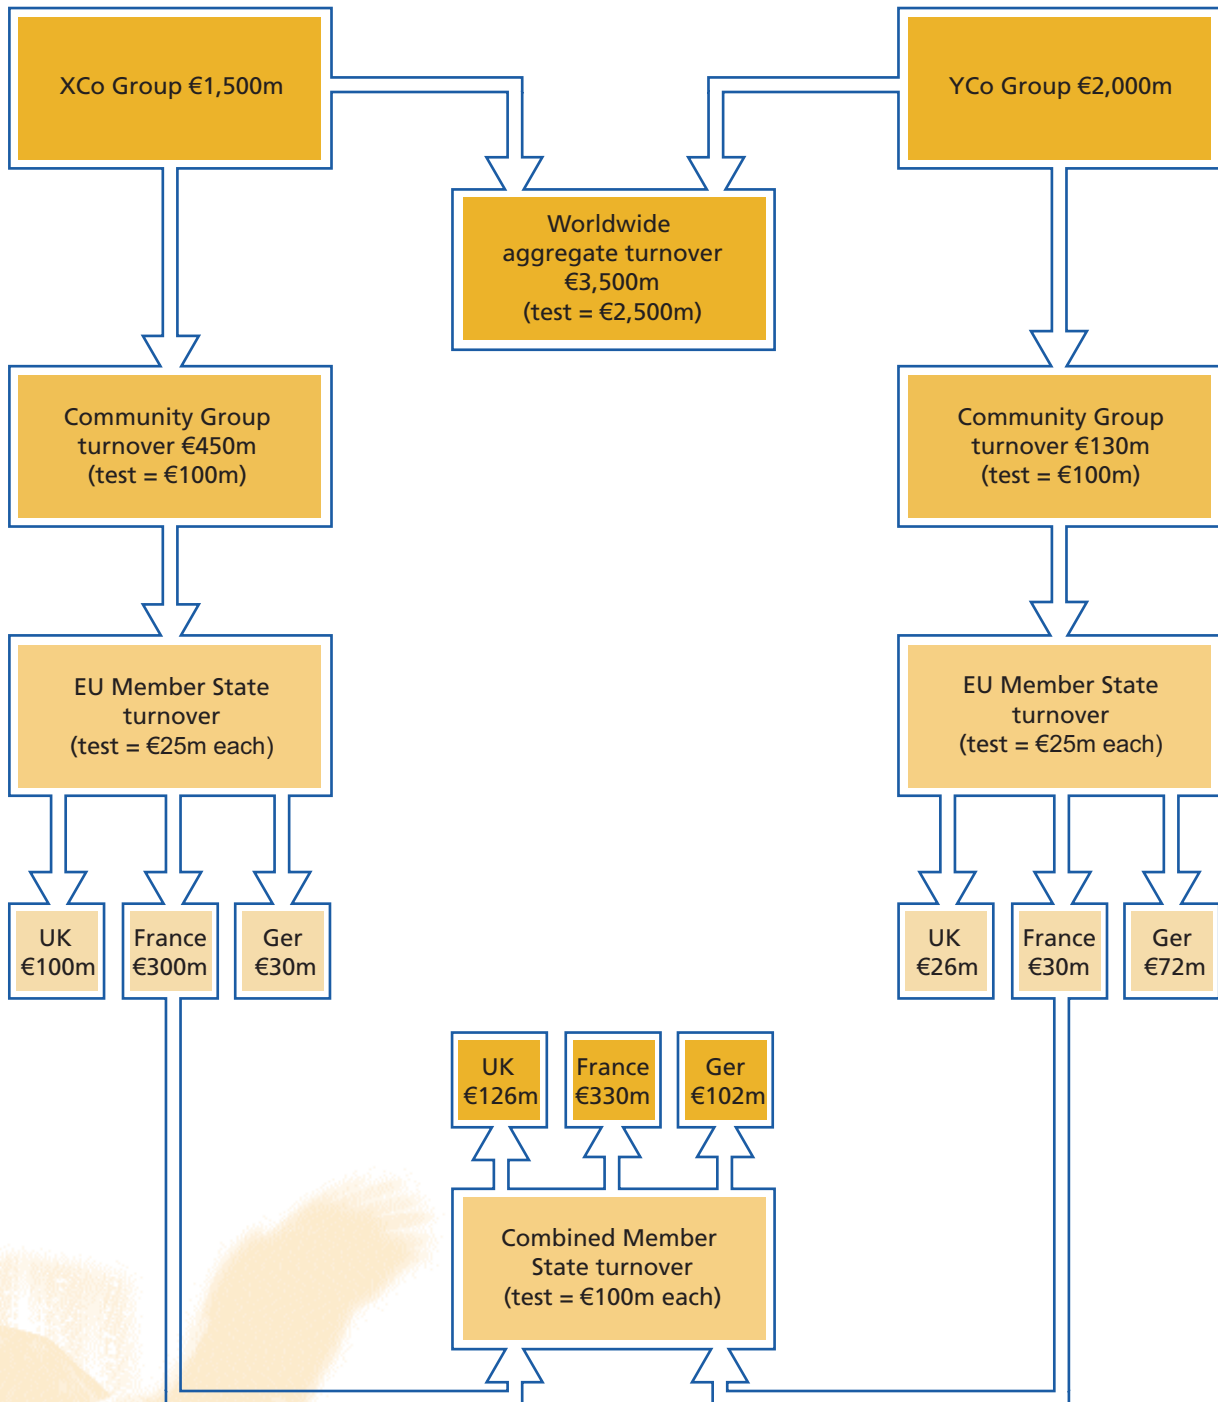 XCo Group €1,500m
YCo Group €2,000m
Worldwide
aggregate turnover
€3,500m
(test = €2,500m)
Community Group
turnover €450m
(test = €100m)
Community Group
turnover €130m
(test = €100m)
EU Member State
turnover
(test = €25m each)
EU Member State
turnover
(test = €25m each)
UK
€100m
France
€300m
Ger
€30m
UK
€26m
France
€30m
Ger
€72m
UK
€126m
France
€330m
Ger
€102m
Combined Member
State turnover
(test = €100m each)